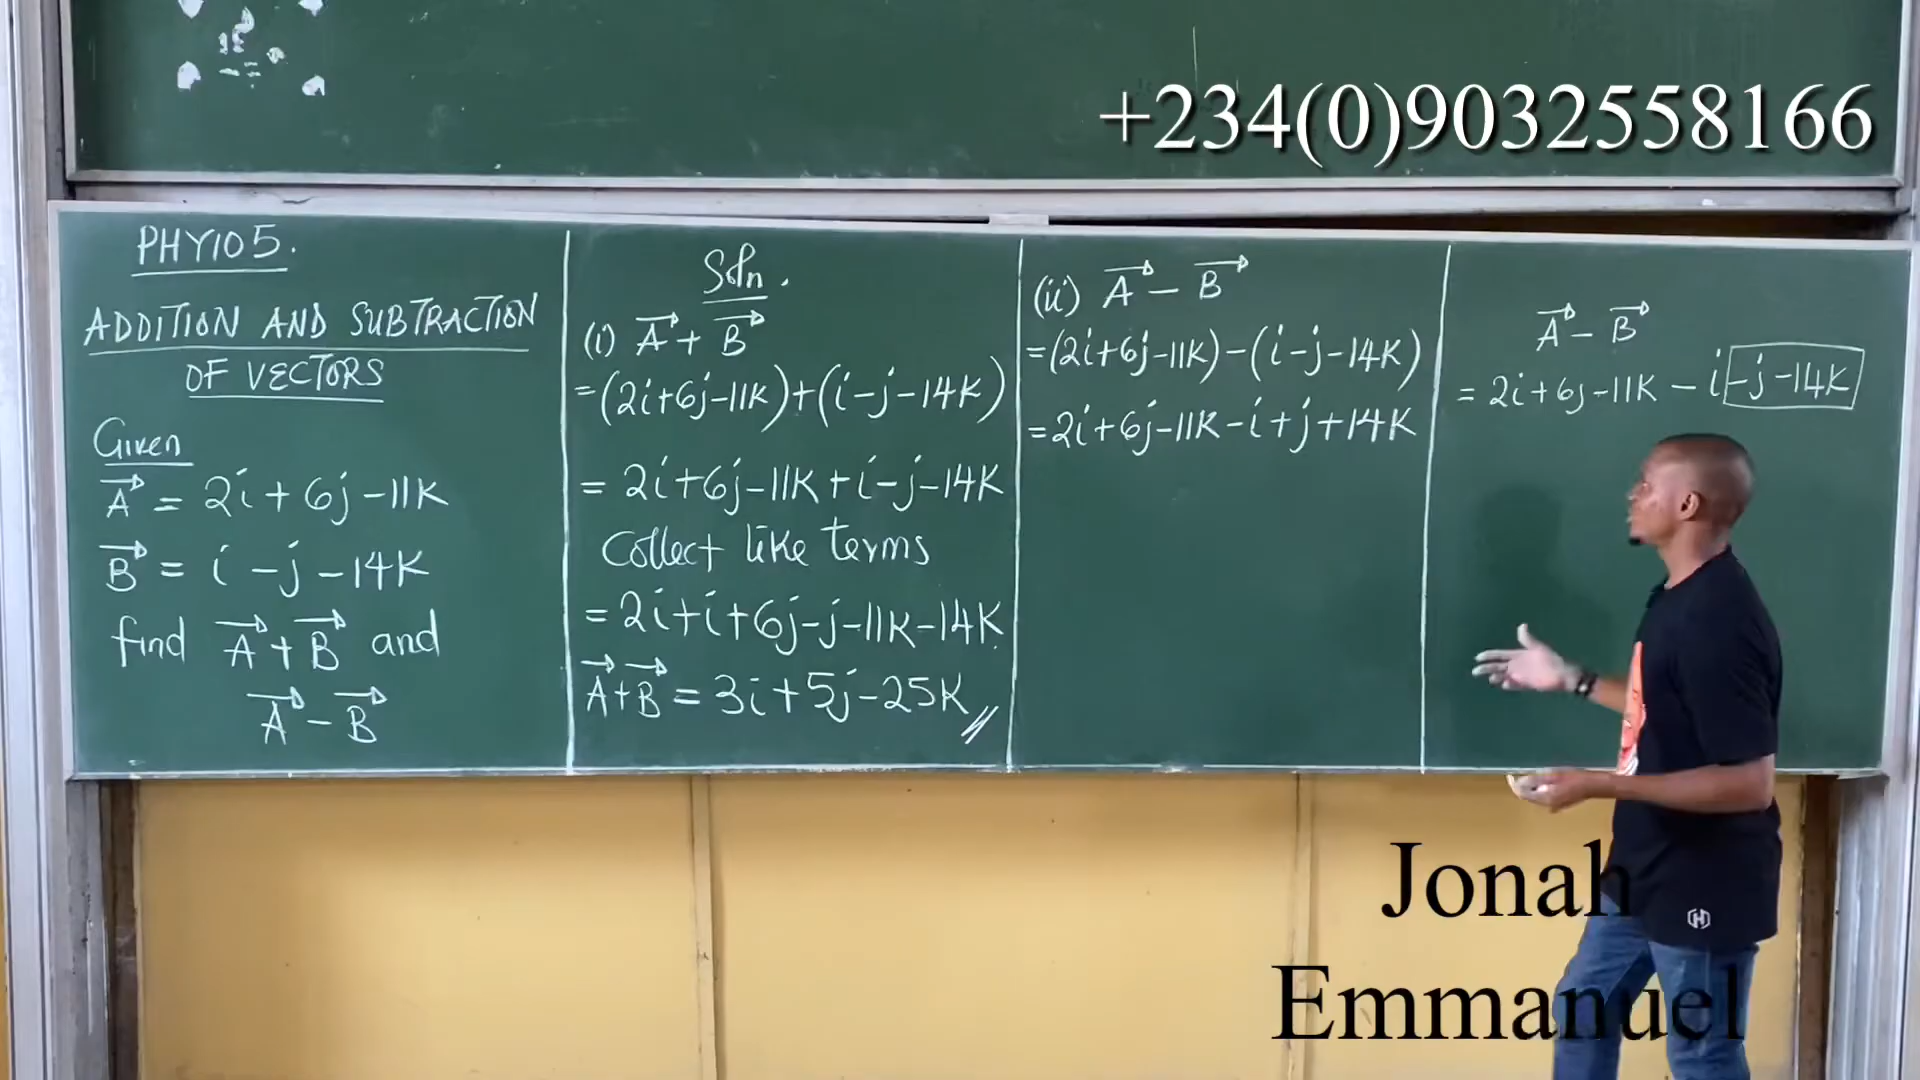 +234(0)9032558166
PHY105.
ADDITION AND SUBTRACTION
OF VECTORS
Given
A⃗ = 2i + 6j - 11K
B⃗ = i - j - 14K
find A⃗ + B⃗ and
A⃗ - B⃗
Soln.
(i) A⃗ + B⃗
= (2i+6j-11K)+(i-j-14K)
= 2i+6j-11K+i-j-14K
Collect like terms
= 2i+i+6j-j-11K-14K
A⃗+B⃗ = 3i+5j-25K
(ii) A⃗ - B⃗
=(2i+6j-11K)-(i-j-14K)
=2i+6j-11K-i+j+14K
A⃗ - B⃗
= 2i+6j-11K - i-j-14K
Jonah
Emmanuel